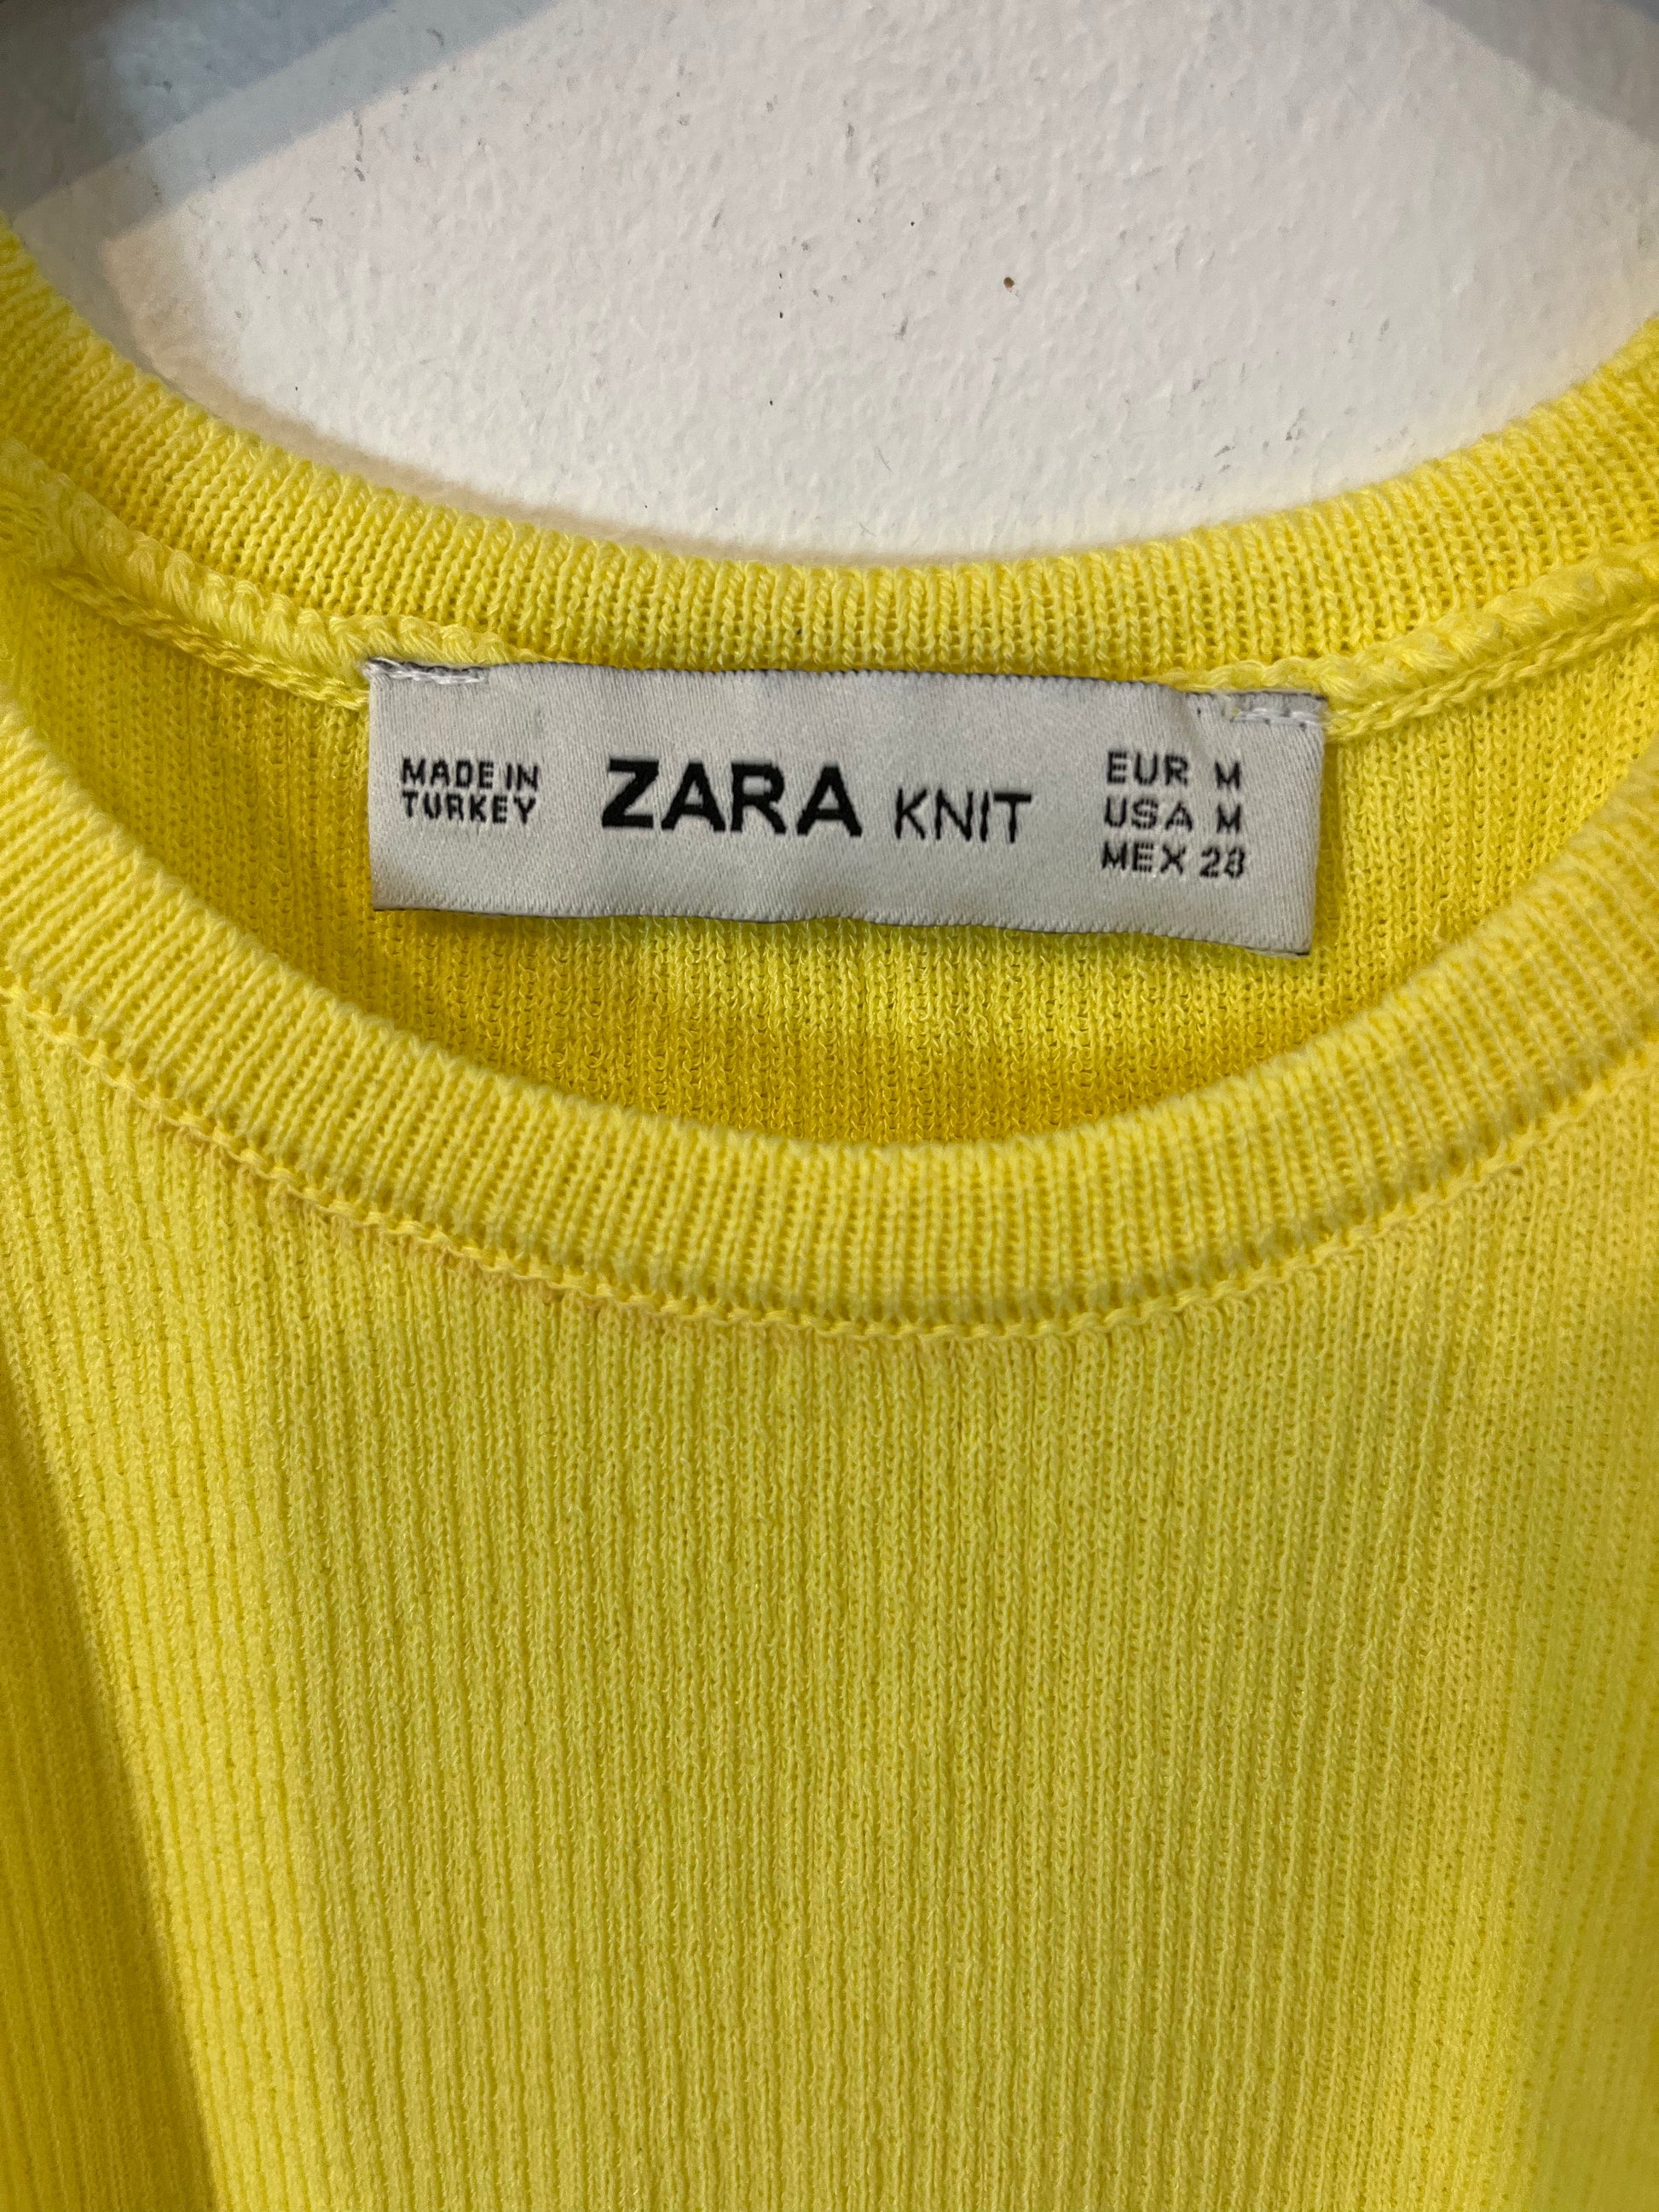 MADE IN
TURKEY
ZARA KNIT
EUR M
USA M
MEX 28